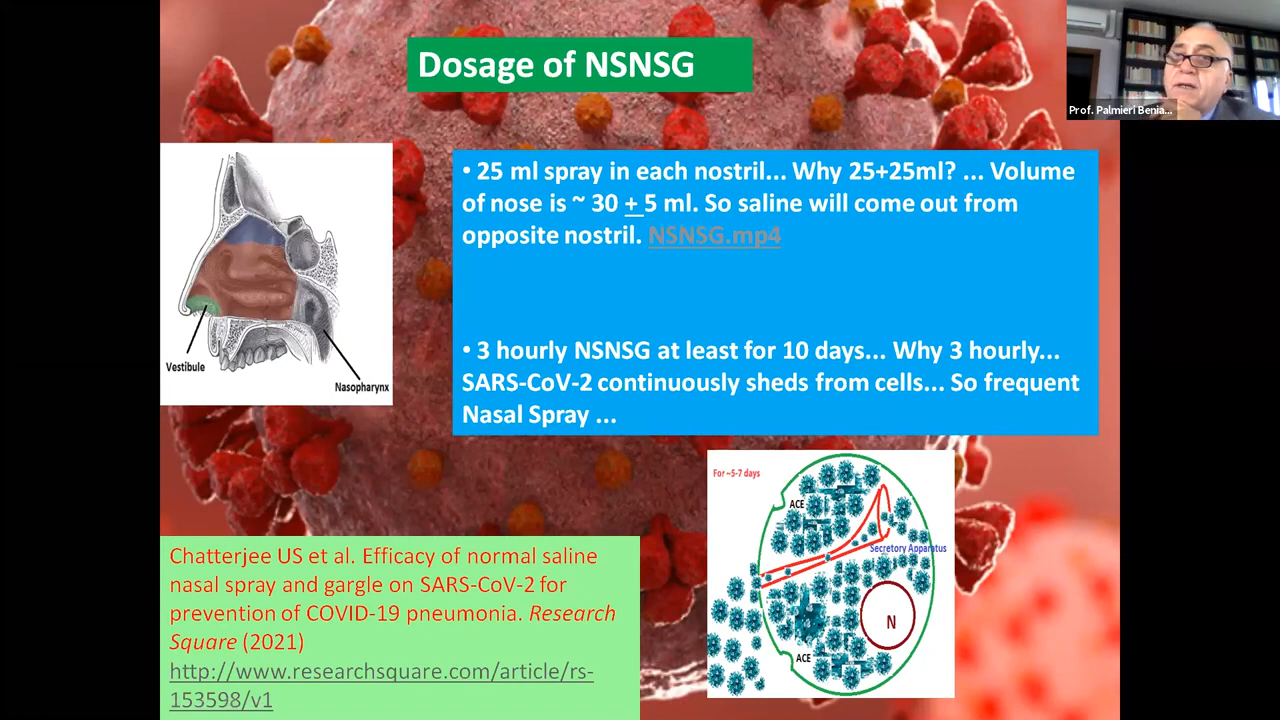 Dosage of NSNSG
Prof. Palmieri Benia...
• 25 ml spray in each nostril... Why 25+25ml? ... Volume
of nose is ~ 30 + 5 ml. So saline will come out from
opposite nostril. NSNSG.mp4
• 3 hourly NSNSG at least for 10 days... Why 3 hourly...
SARS-CoV-2 continuously sheds from cells... So frequent
Nasal Spray ...
Vestibule
Nasopharynx
For ~5-7 days
ACE
Secretory Apparatus
N
ACE
Chatterjee US et al. Efficacy of normal saline
nasal spray and gargle on SARS-CoV-2 for
prevention of COVID-19 pneumonia. Research
Square (2021)
http://www.researchsquare.com/article/rs-
153598/v1